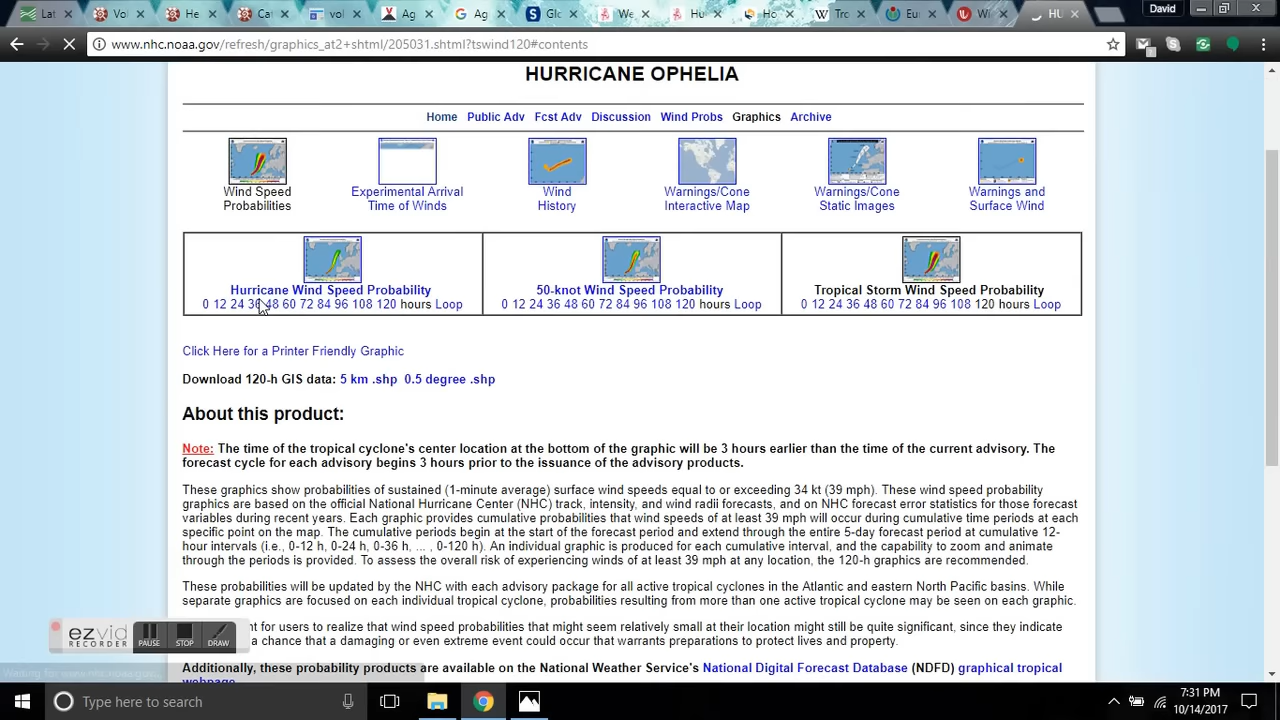 Lat
Vol
He
Cat
vol
Ag
Ag
Glo
We
Hu
Ho
Tro
Eur
Wi
HU
David
www.nhc.noaa.gov/refresh/graphics_at2+shtml/205031.shtml?tswind120#contents
HURRICANE OPHELIA
Home Public Adv Fcst Adv Discussion Wind Probs Graphics Archive
Wind Speed Probabilities
Experimental Arrival Time of Winds
Wind History
Warnings/Cone Interactive Map
Warnings/Cone Static Images
Warnings and Surface Wind
Hurricane Wind Speed Probability
0 12 24 36 48 60 72 84 96 108 120 hours Loop
50-knot Wind Speed Probability
0 12 24 36 48 60 72 84 96 108 120 hours Loop
Tropical Storm Wind Speed Probability
0 12 24 36 48 60 72 84 96 108 120 hours Loop
Click Here for a Printer Friendly Graphic
Download 120-h GIS data: 5 km .shp 0.5 degree .shp
About this product:
Note: The time of the tropical cyclone's center location at the bottom of the graphic will be 3 hours earlier than the time of the current advisory. The
forecast cycle for each advisory begins 3 hours prior to the issuance of the advisory products.
These graphics show probabilities of sustained (1-minute average) surface wind speeds equal to or exceeding 34 kt (39 mph). These wind speed probability
graphics are based on the official National Hurricane Center (NHC) track, intensity, and wind radii forecasts, and on NHC forecast error statistics for those forecast
variables during recent years. Each graphic provides cumulative probabilities that wind speeds of at least 39 mph will occur during cumulative time periods at each
specific point on the map. The cumulative periods begin at the start of the forecast period and extend through the entire 5-day forecast period at cumulative 12-
hour intervals (i.e., 0-12 h, 0-24 h, 0-36 h, ... , 0-120 h). An individual graphic is produced for each cumulative interval, and the capability to zoom and animate
through the periods is provided. To assess the overall risk of experiencing winds of at least 39 mph at any location, the 120-h graphics are recommended.
These probabilities will be updated by the NHC with each advisory package for all active tropical cyclones in the Atlantic and eastern North Pacific basins. While
separate graphics are focused on each individual tropical cyclone, probabilities resulting from more than one active tropical cyclone may be seen on each graphic.
nt for users to realize that wind speed probabilities that might seem relatively small at their location might still be quite significant, since they indicate
a chance that a damaging or even extreme event could occur that warrants preparations to protect lives and property.
ezvid
RECORDER
PAUSE STOP DRAW
Additionally, these probability products are available on the National Weather Service's National Digital Forecast Database (NDFD) graphical tropical
webpage
Type here to search
7:31 PM
10/14/2017